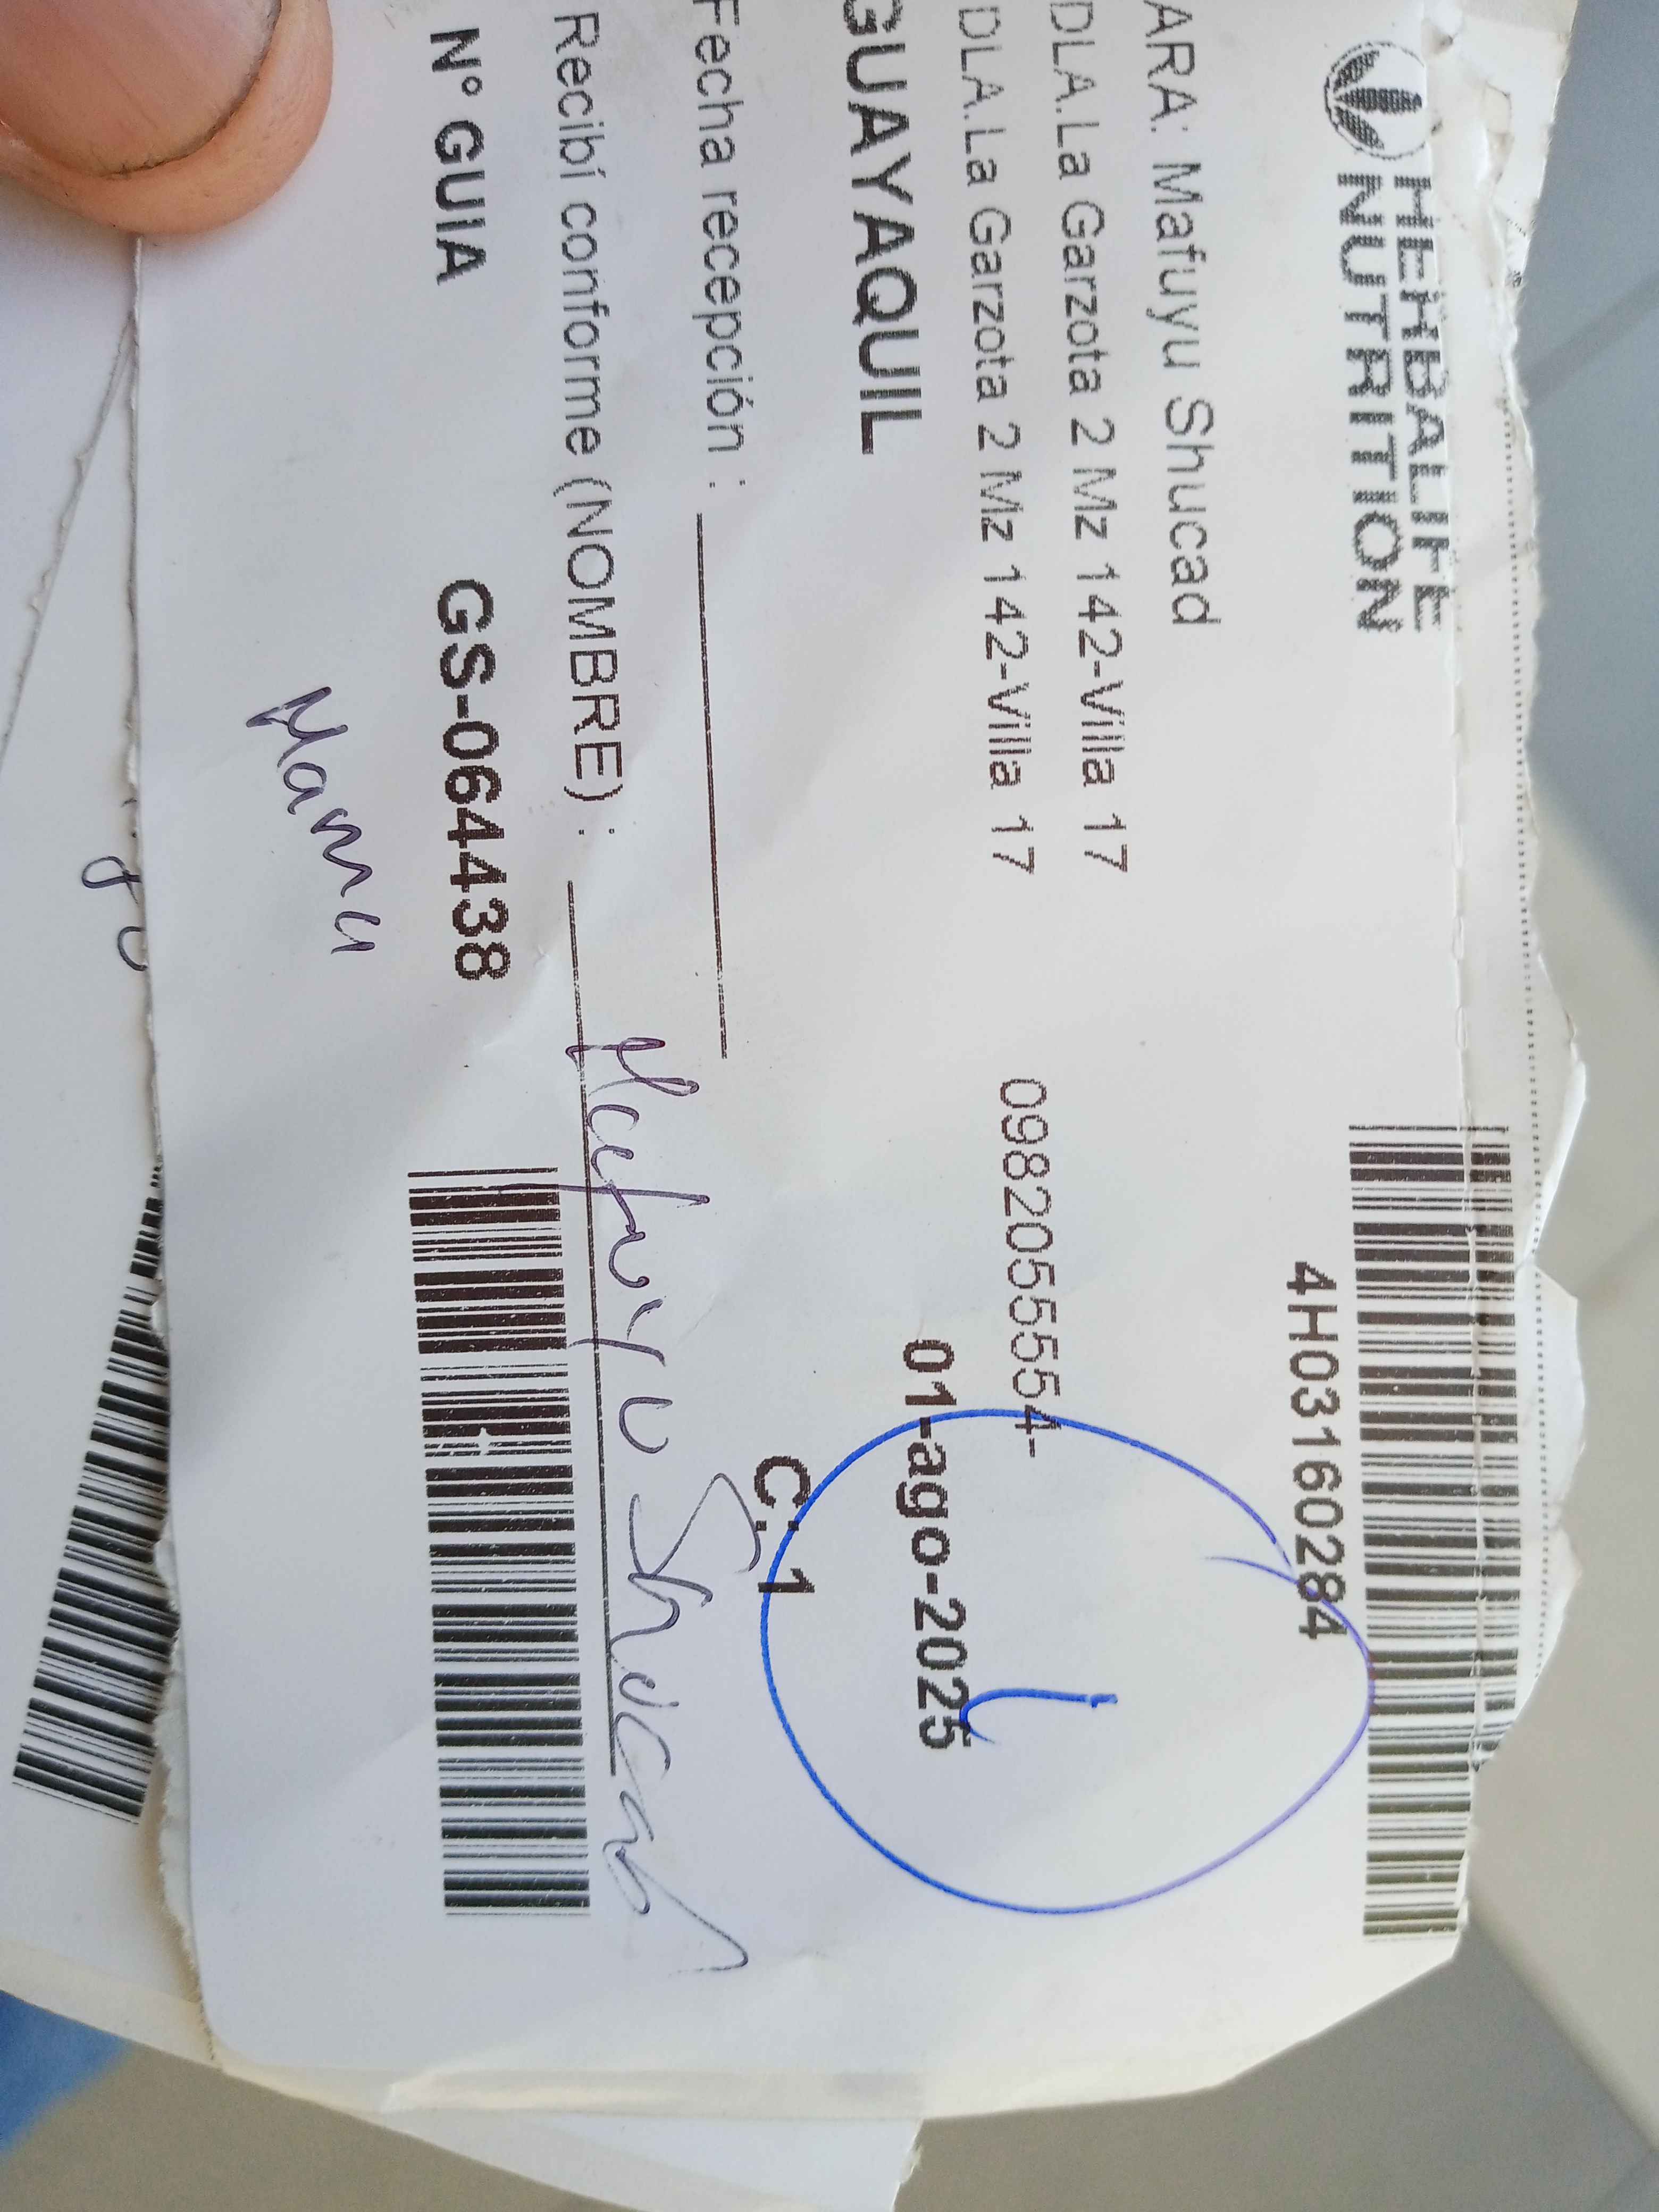 HERBALIFE
NUTRITION
4H03160284
ARA: Mafuyu Shucad
DLA.La Garzota 2 Mz 142-Villa 17
DLA.La Garzota 2 Mz 142-Villa 17
0982055554-
GUAYAQUIL
01-ago-2025
C: 1
Fecha recepción :
Recibí conforme (NOMBRE) : Mafuyu Shucad
N° GUIA GS-064438
Mamá